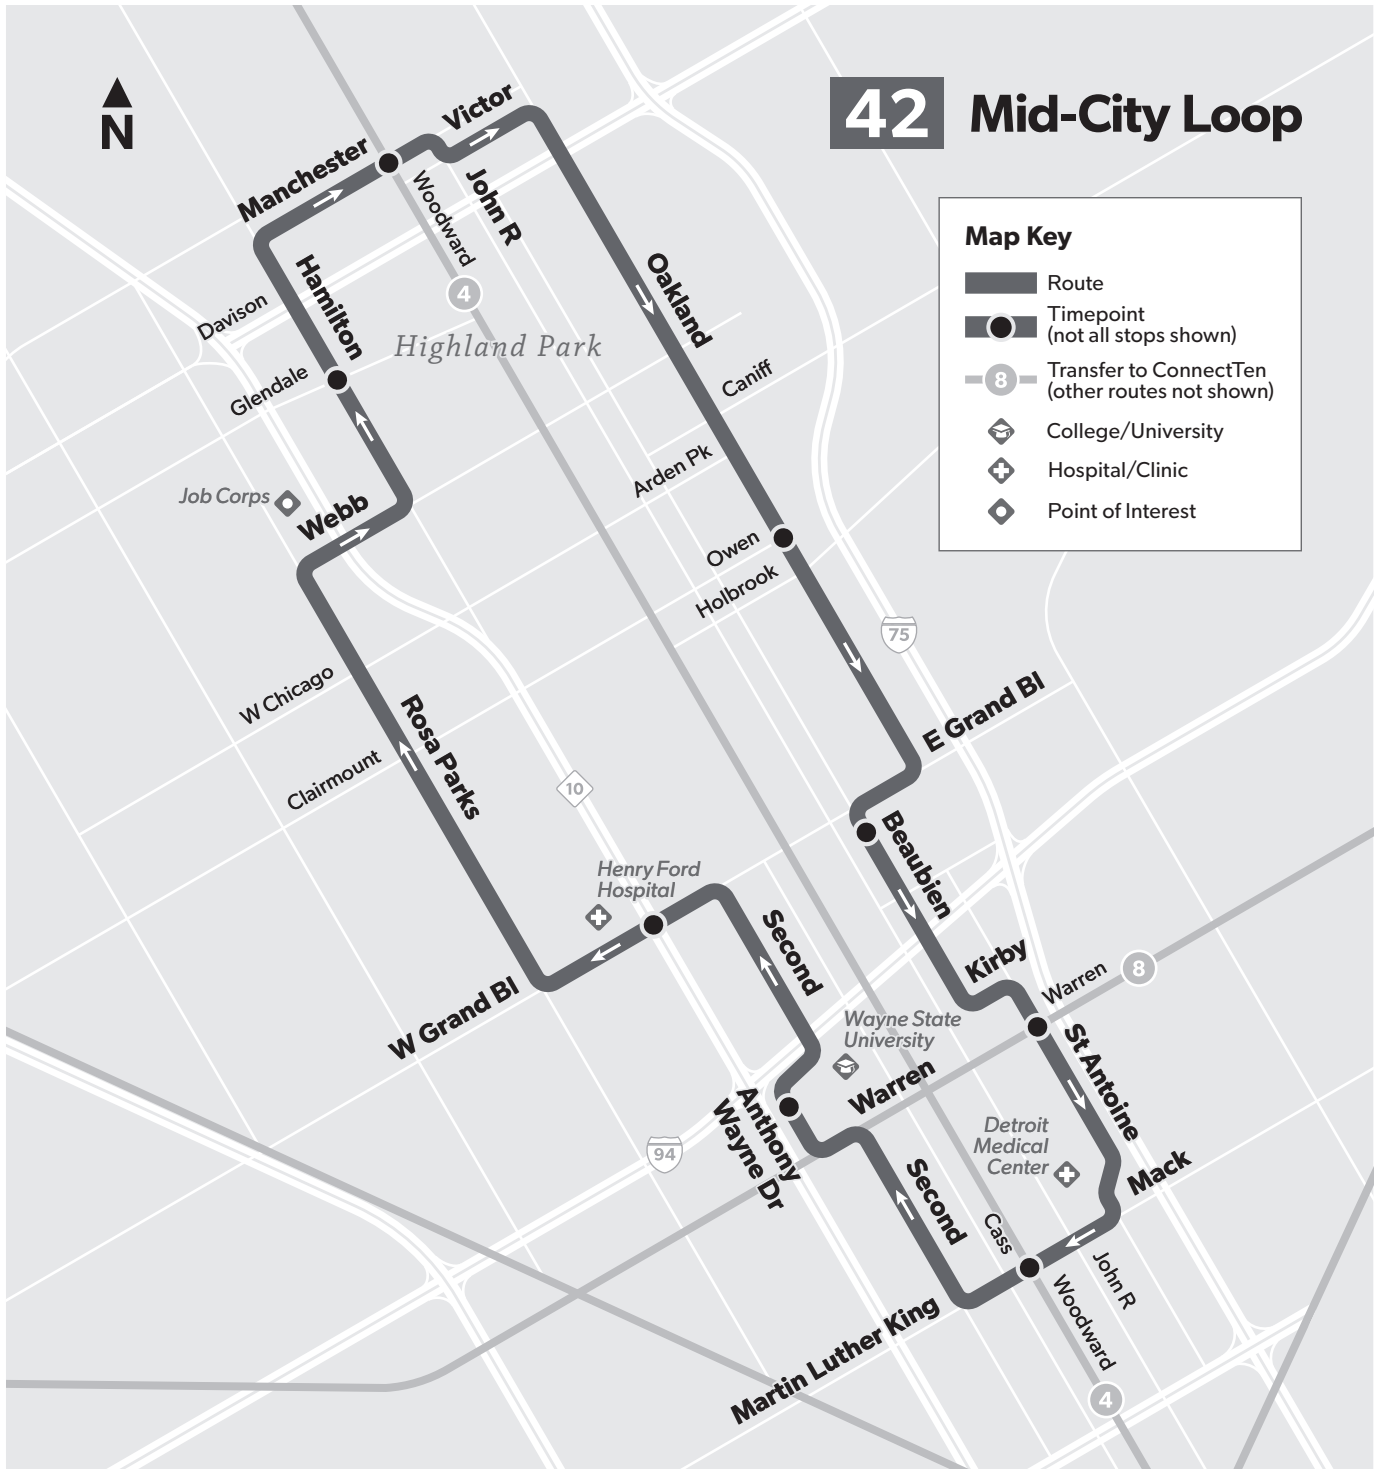 N
42 Mid-City Loop
Map Key
Route
Timepoint
(not all stops shown)
8
Transfer to ConnectTen
(other routes not shown)
College/University
Hospital/Clinic
Point of Interest
Victor
Manchester
Woodward
John R
Hamilton
Oakland
4
Davison
Highland Park
Glendale
Caniff
Arden Pk
Job Corps
Webb
Owen
Holbrook
75
W Chicago
Rosa Parks
E Grand Bl
Clairmount
10
Beaubien
Henry Ford
Hospital
Second
Kirby
Warren
8
W Grand Bl
Wayne State
University
St Antoine
Warren
Anthony
Wayne Dr
94
Detroit
Medical
Center
Mack
Second
Cass
John R
Woodward
Martin Luther King
4